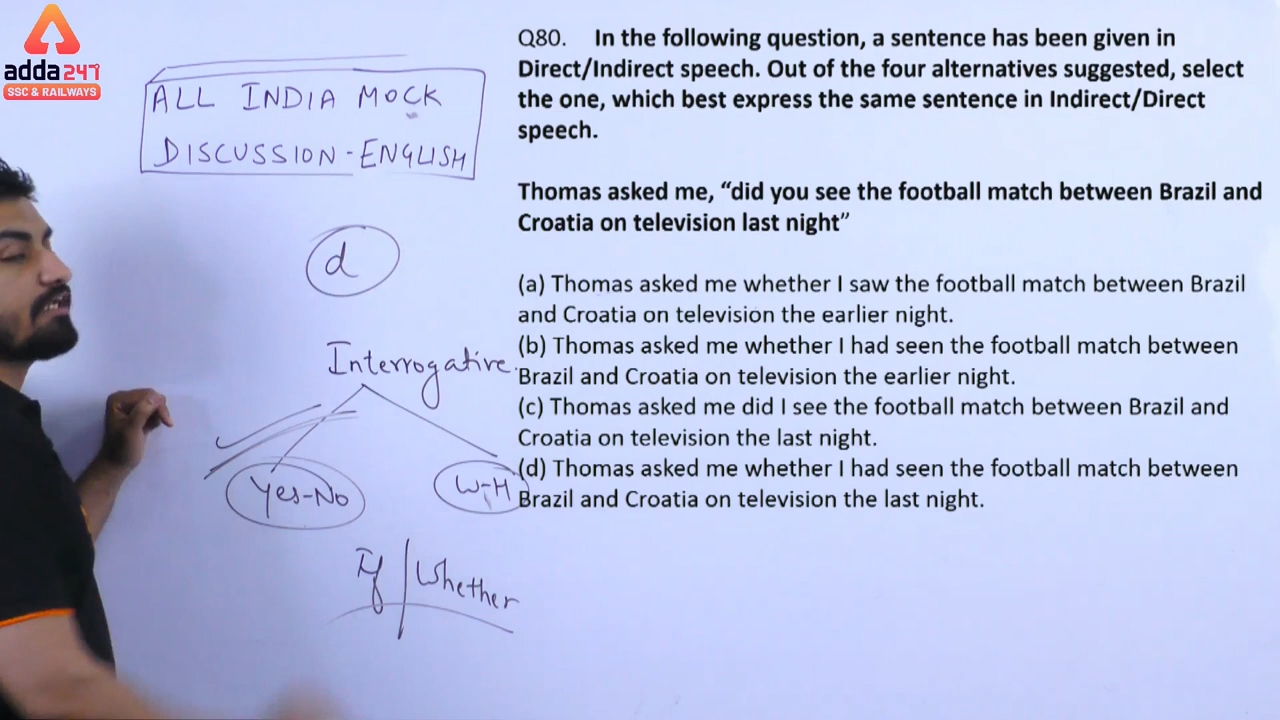 adda247
SSC & RAILWAYS
ALL INDIA MOCK
DISCUSSION-ENGLISH
d
Interrogative
Yes-No
W-H
If | Whether
Q80. In the following question, a sentence has been given in
Direct/Indirect speech. Out of the four alternatives suggested, select
the one, which best express the same sentence in Indirect/Direct
speech.
Thomas asked me, “did you see the football match between Brazil and
Croatia on television last night”
(a) Thomas asked me whether I saw the football match between Brazil
and Croatia on television the earlier night.
(b) Thomas asked me whether I had seen the football match between
Brazil and Croatia on television the earlier night.
(c) Thomas asked me did I see the football match between Brazil and
Croatia on television the last night.
(d) Thomas asked me whether I had seen the football match between
Brazil and Croatia on television the last night.